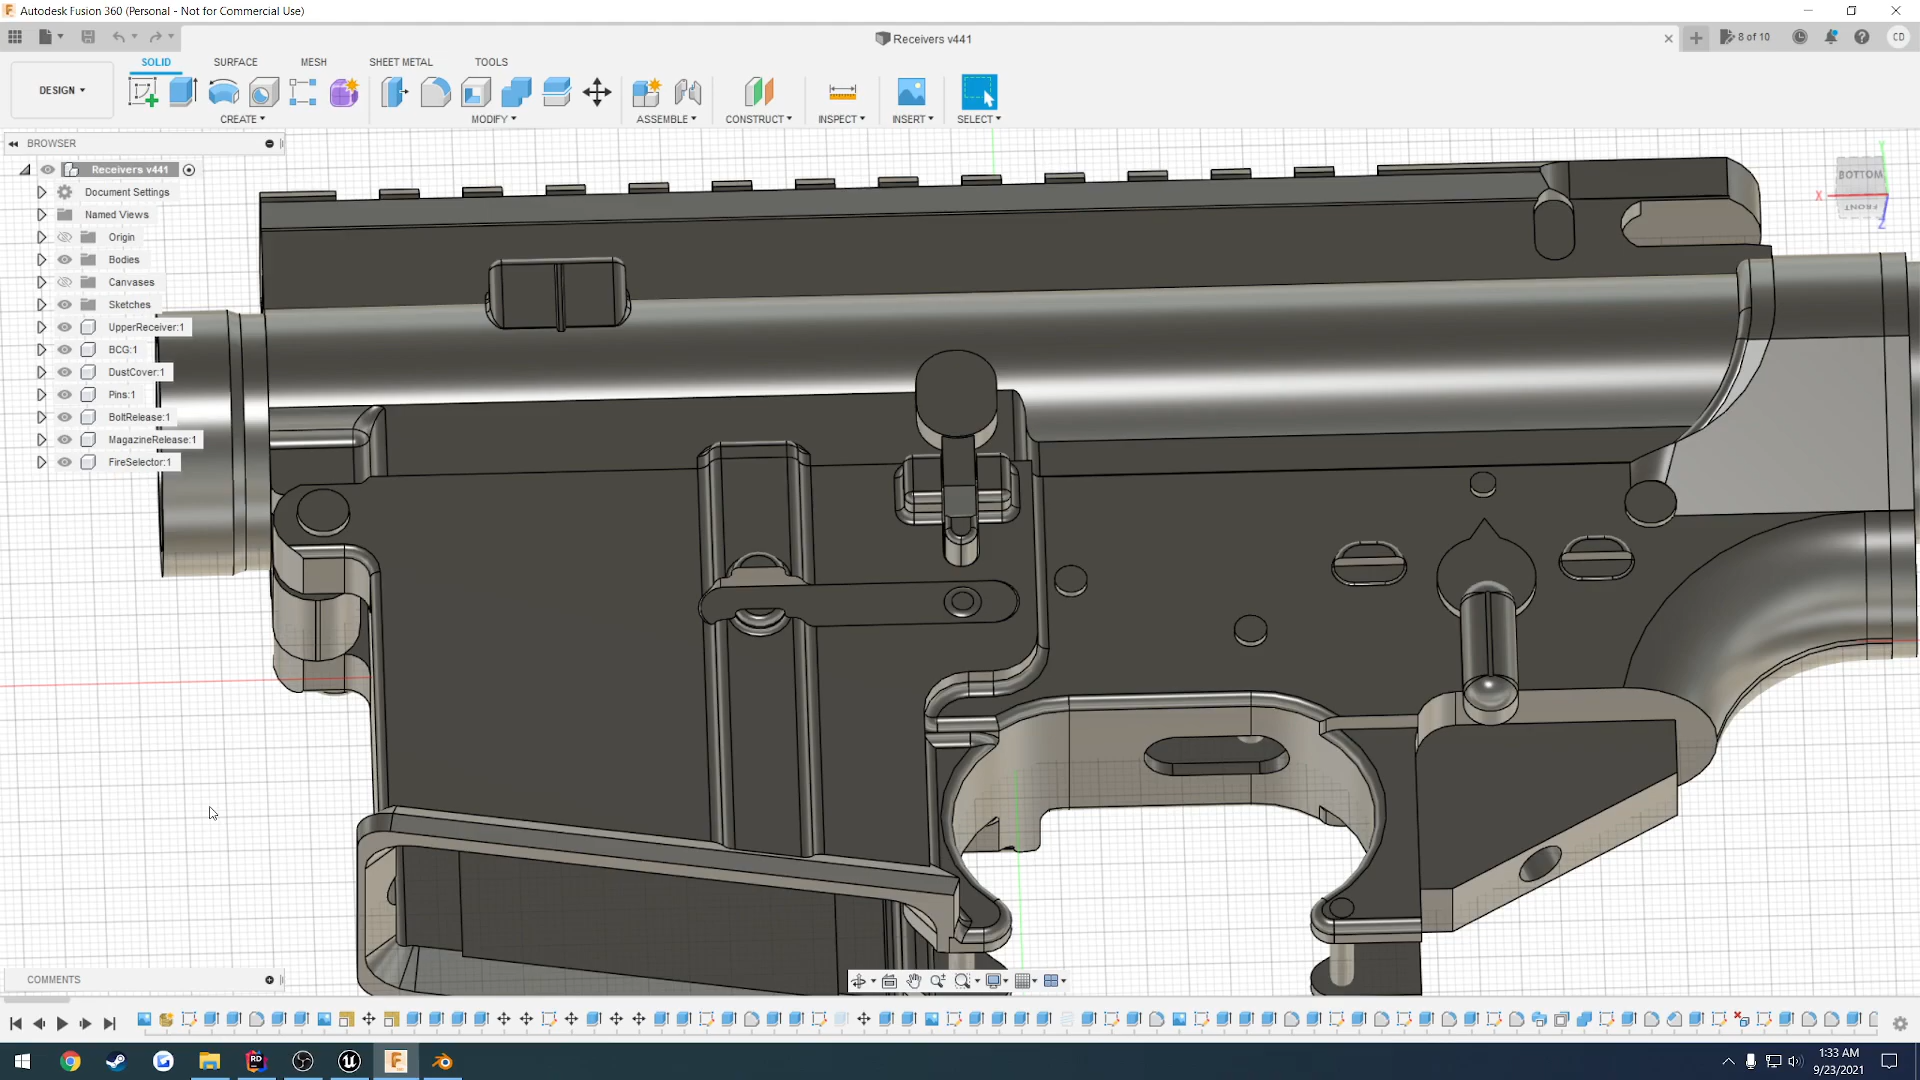 Autodesk Fusion 360 (Personal - Not for Commercial Use)
Receivers v441
8 of 10
CD
DESIGN
SOLID
SURFACE
MESH
SHEET METAL
TOOLS
CREATE
MODIFY
ASSEMBLE
CONSTRUCT
INSPECT
INSERT
SELECT
BROWSER
Receivers v441
Document Settings
Named Views
Origin
Bodies
Canvases
Sketches
UpperReceiver:1
BCG:1
DustCover:1
Pins:1
BoltRelease:1
MagazineRelease:1
FireSelector:1
Y
BOTTOM
X
FRONT
Z
COMMENTS
RD
1:33 AM
9/23/2021